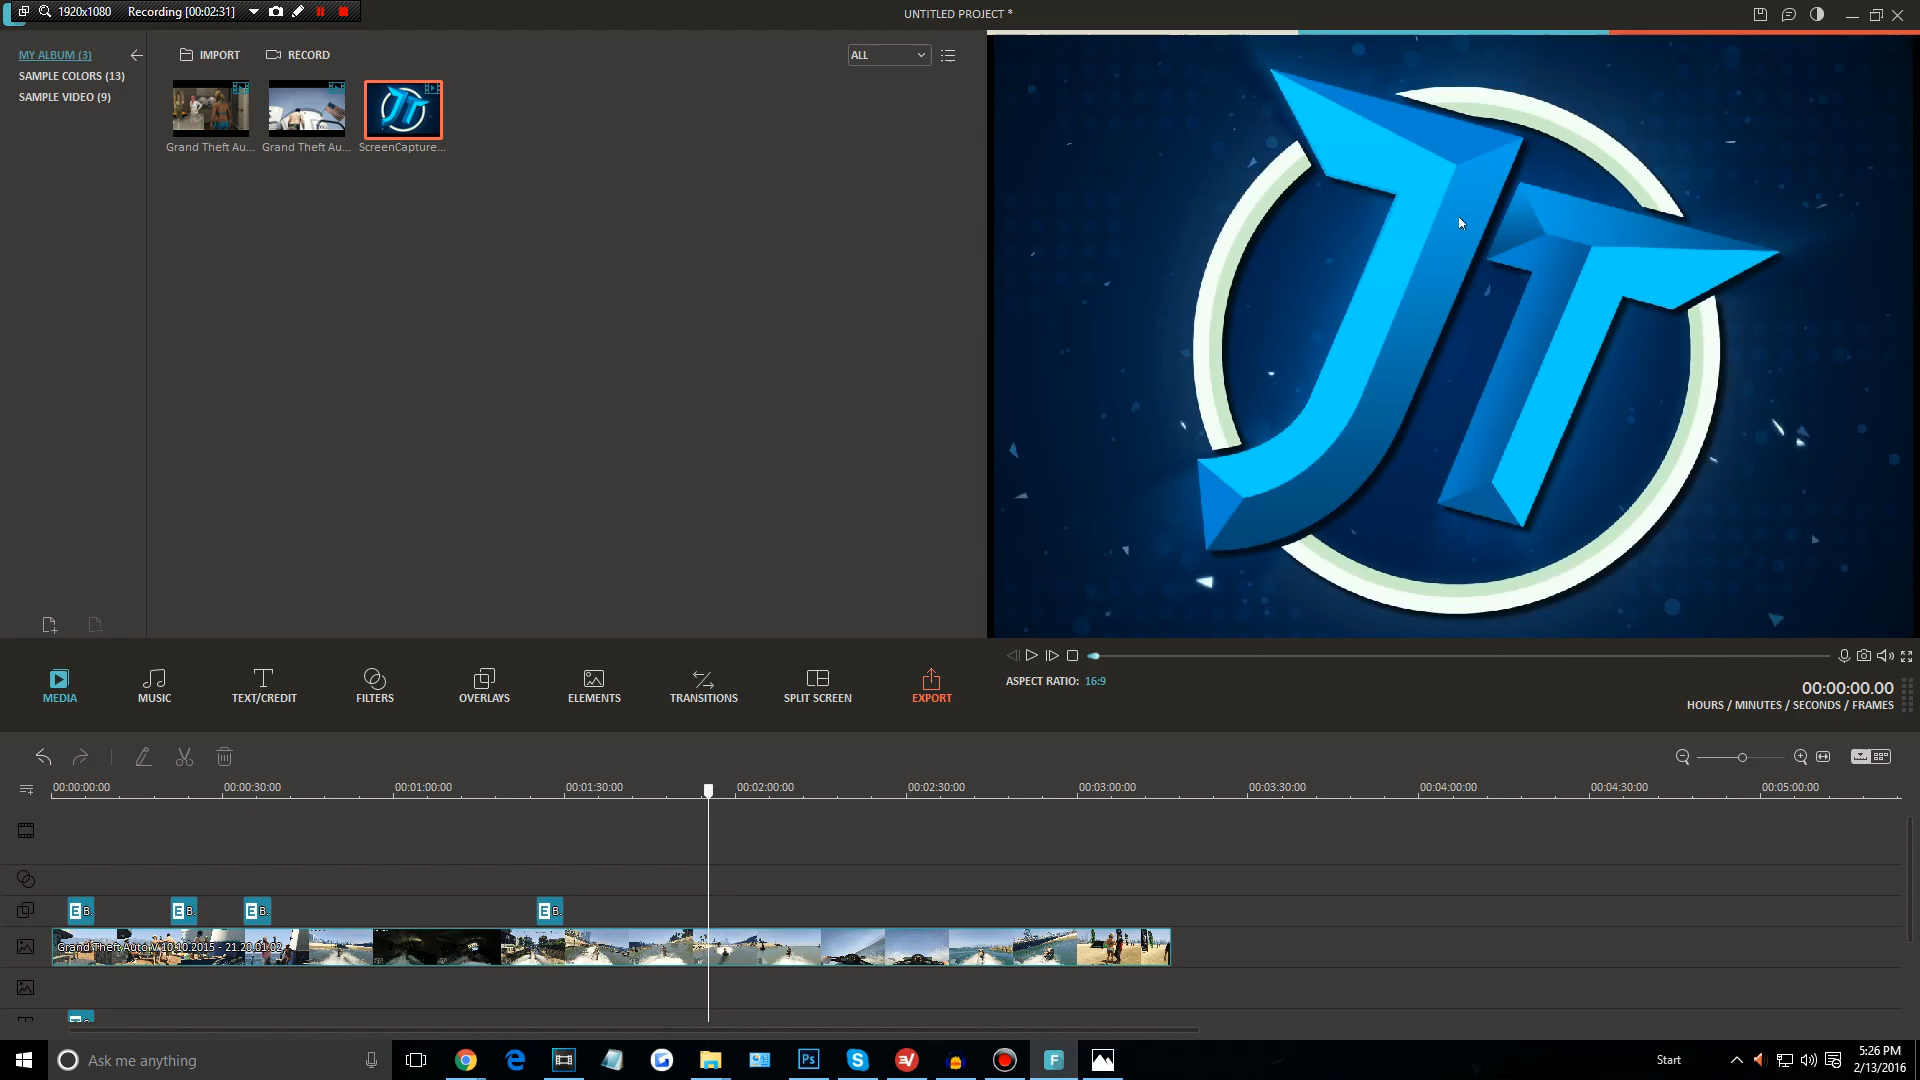 1920x1080 Recording [00:02:31]
UNTITLED PROJECT *
MY ALBUM (3)
SAMPLE COLORS (13)
SAMPLE VIDEO (9)
IMPORT RECORD
ALL
Grand Theft Au... Grand Theft Au... ScreenCapture...
JT
MEDIA MUSIC TEXT/CREDIT FILTERS OVERLAYS ELEMENTS TRANSITIONS SPLIT SCREEN EXPORT
ASPECT RATIO: 16:9
00:00:00.00
HOURS / MINUTES / SECONDS / FRAMES
00:00:00:00 00:00:30:00 00:01:00:00 00:01:30:00 00:02:00:00 00:02:30:00 00:03:00:00 00:03:30:00 00:04:00:00 00:04:30:00 00:05:00:00
E B. E B. E B. E B.
Grand Theft Auto V 10.10.2015 - 21.20.01.02
Ask me anything
Ps
S
F
Start
5:26 PM
2/13/2016